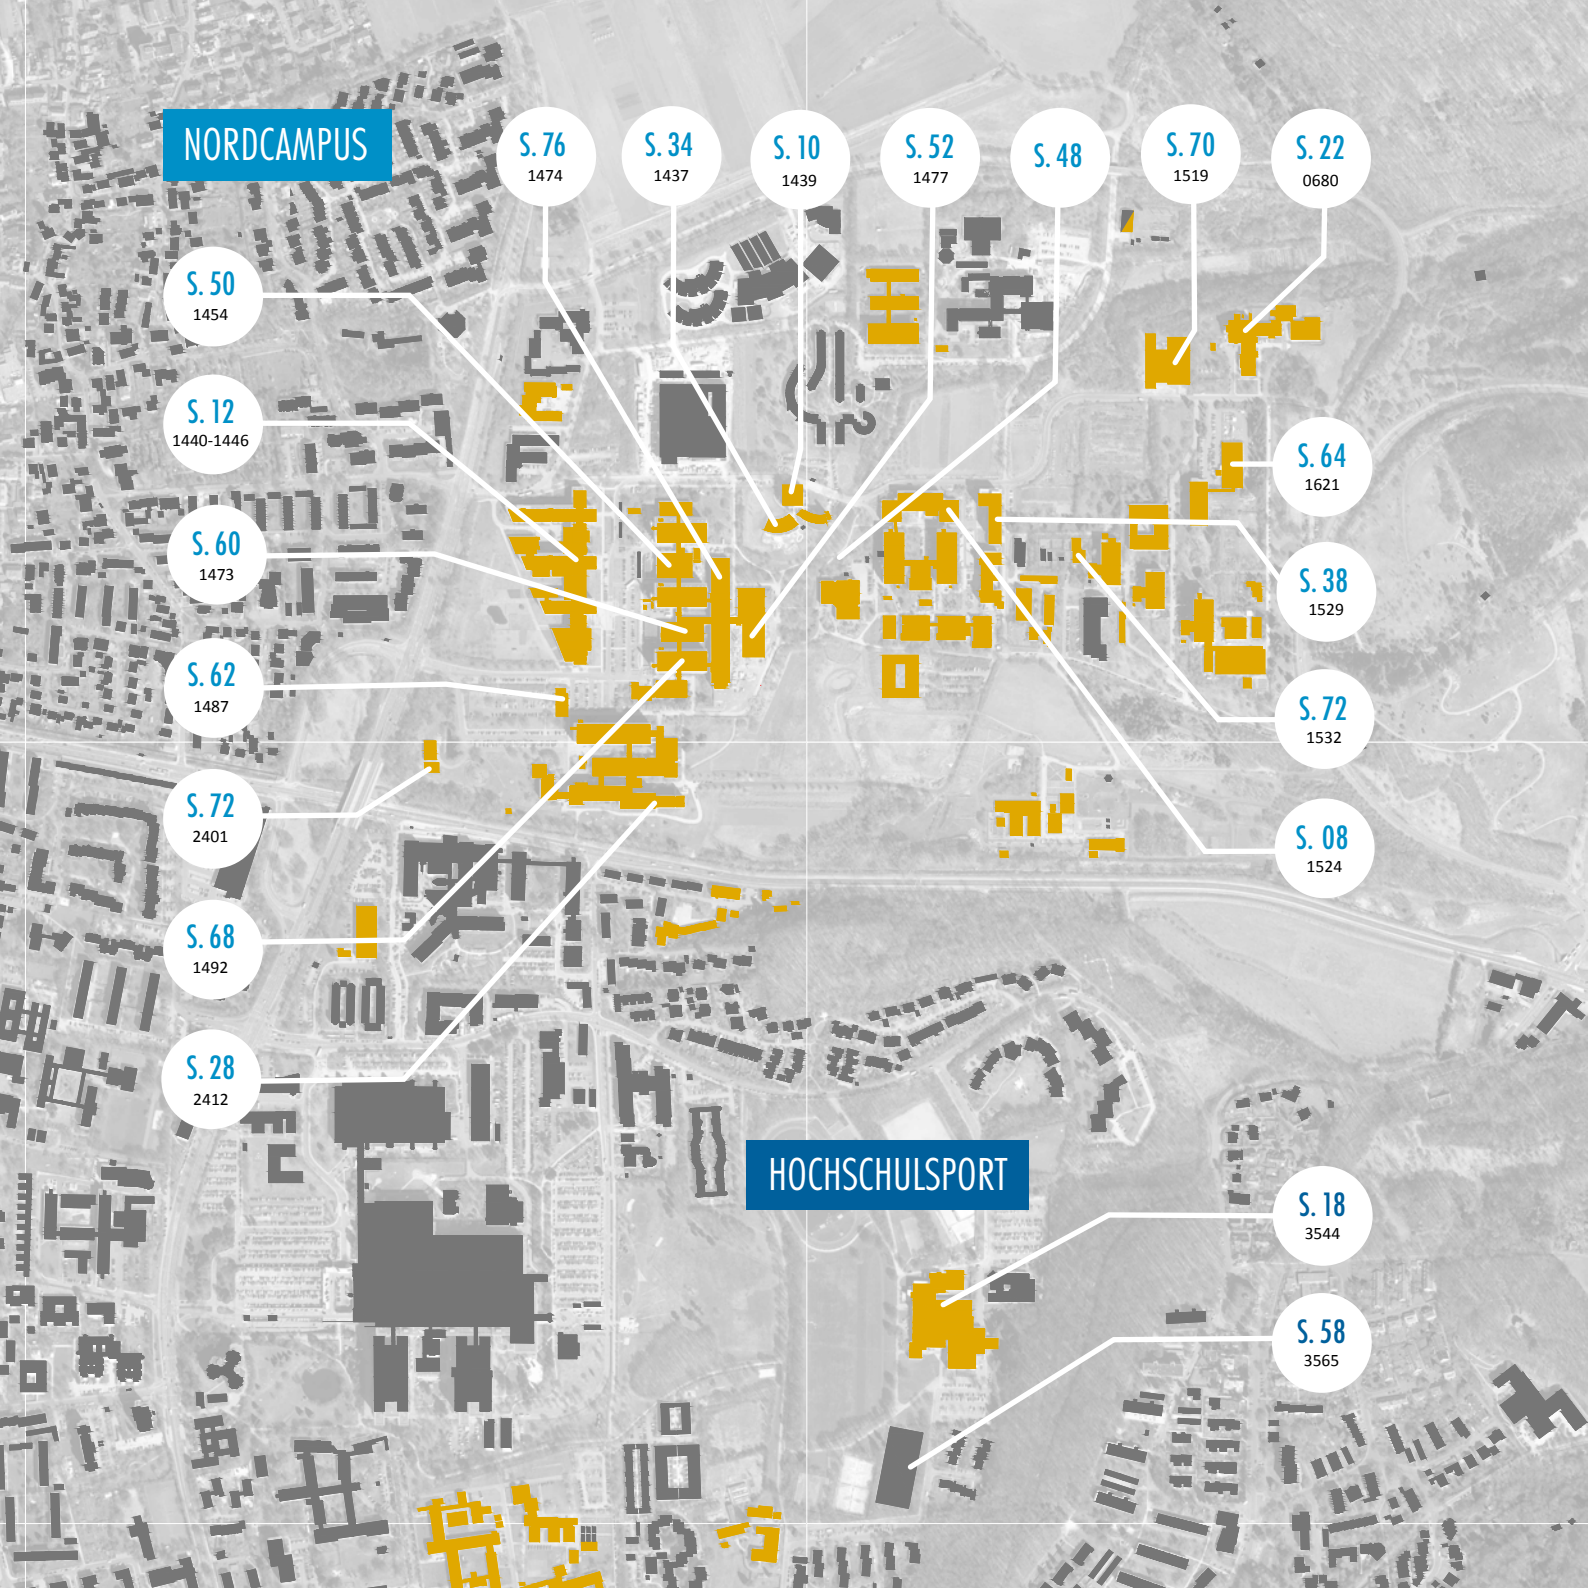 NORDCAMPUS
S. 76
1474
S. 34
1437
S. 10
1439
S. 52
1477
S. 48
S. 70
1519
S. 22
0680
S. 50
1454
S. 12
1440-1446
S. 60
1473
S. 62
1487
S. 72
2401
S. 68
1492
S. 28
2412
S. 64
1621
S. 38
1529
S. 72
1532
S. 08
1524
HOCHSCHULSPORT
S. 18
3544
S. 58
3565